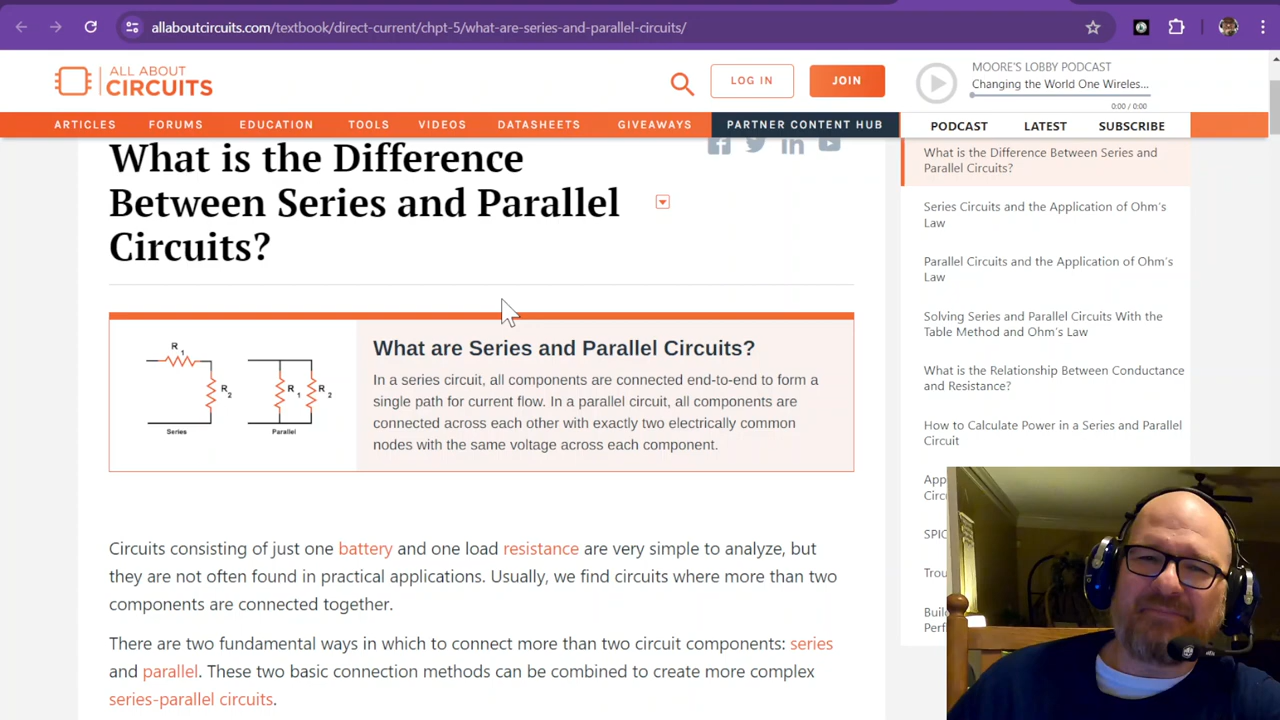 allaboutcircuits.com/textbook/direct-current/chpt-5/what-are-series-and-parallel-circuits/
ALL ABOUT
CIRCUITS
LOG IN
JOIN
MOORE'S LOBBY PODCAST
Changing the World One Wireles...
0:00 / 0:00
ARTICLES
FORUMS
EDUCATION
TOOLS
VIDEOS
DATASHEETS
GIVEAWAYS
PARTNER CONTENT HUB
PODCAST
LATEST
SUBSCRIBE
What is the Difference
Between Series and Parallel
Circuits?
R1
R2
Series
R1
R2
Parallel
What are Series and Parallel Circuits?
In a series circuit, all components are connected end-to-end to form a
single path for current flow. In a parallel circuit, all components are
connected across each other with exactly two electrically common
nodes with the same voltage across each component.
Circuits consisting of just one battery and one load resistance are very simple to analyze, but
they are not often found in practical applications. Usually, we find circuits where more than two
components are connected together.
There are two fundamental ways in which to connect more than two circuit components: series
and parallel. These two basic connection methods can be combined to create more complex
series-parallel circuits.
What is the Difference Between Series and
Parallel Circuits?
Series Circuits and the Application of Ohm's
Law
Parallel Circuits and the Application of Ohm's
Law
Solving Series and Parallel Circuits With the
Table Method and Ohm's Law
What is the Relationship Between Conductance
and Resistance?
How to Calculate Power in a Series and Parallel
Circuit